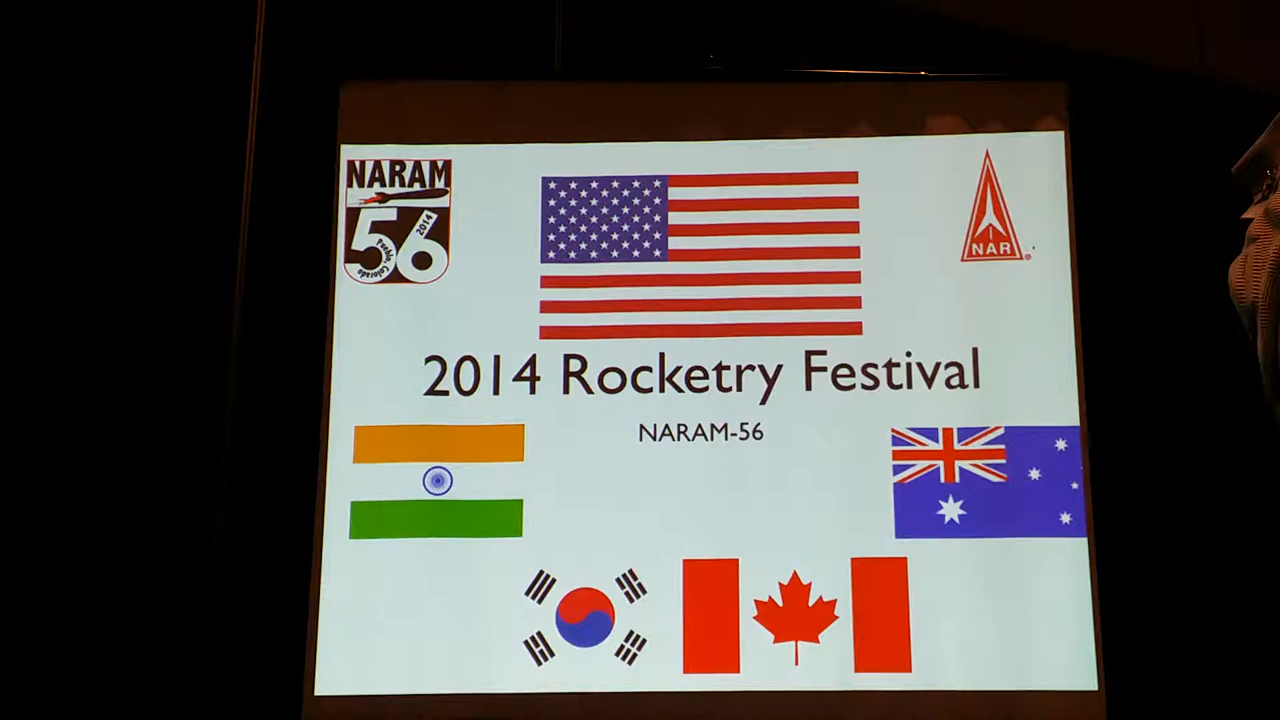 NARAM
56
2014
Pueblo, Colorado
NAR
®
2014 Rocketry Festival
NARAM-56